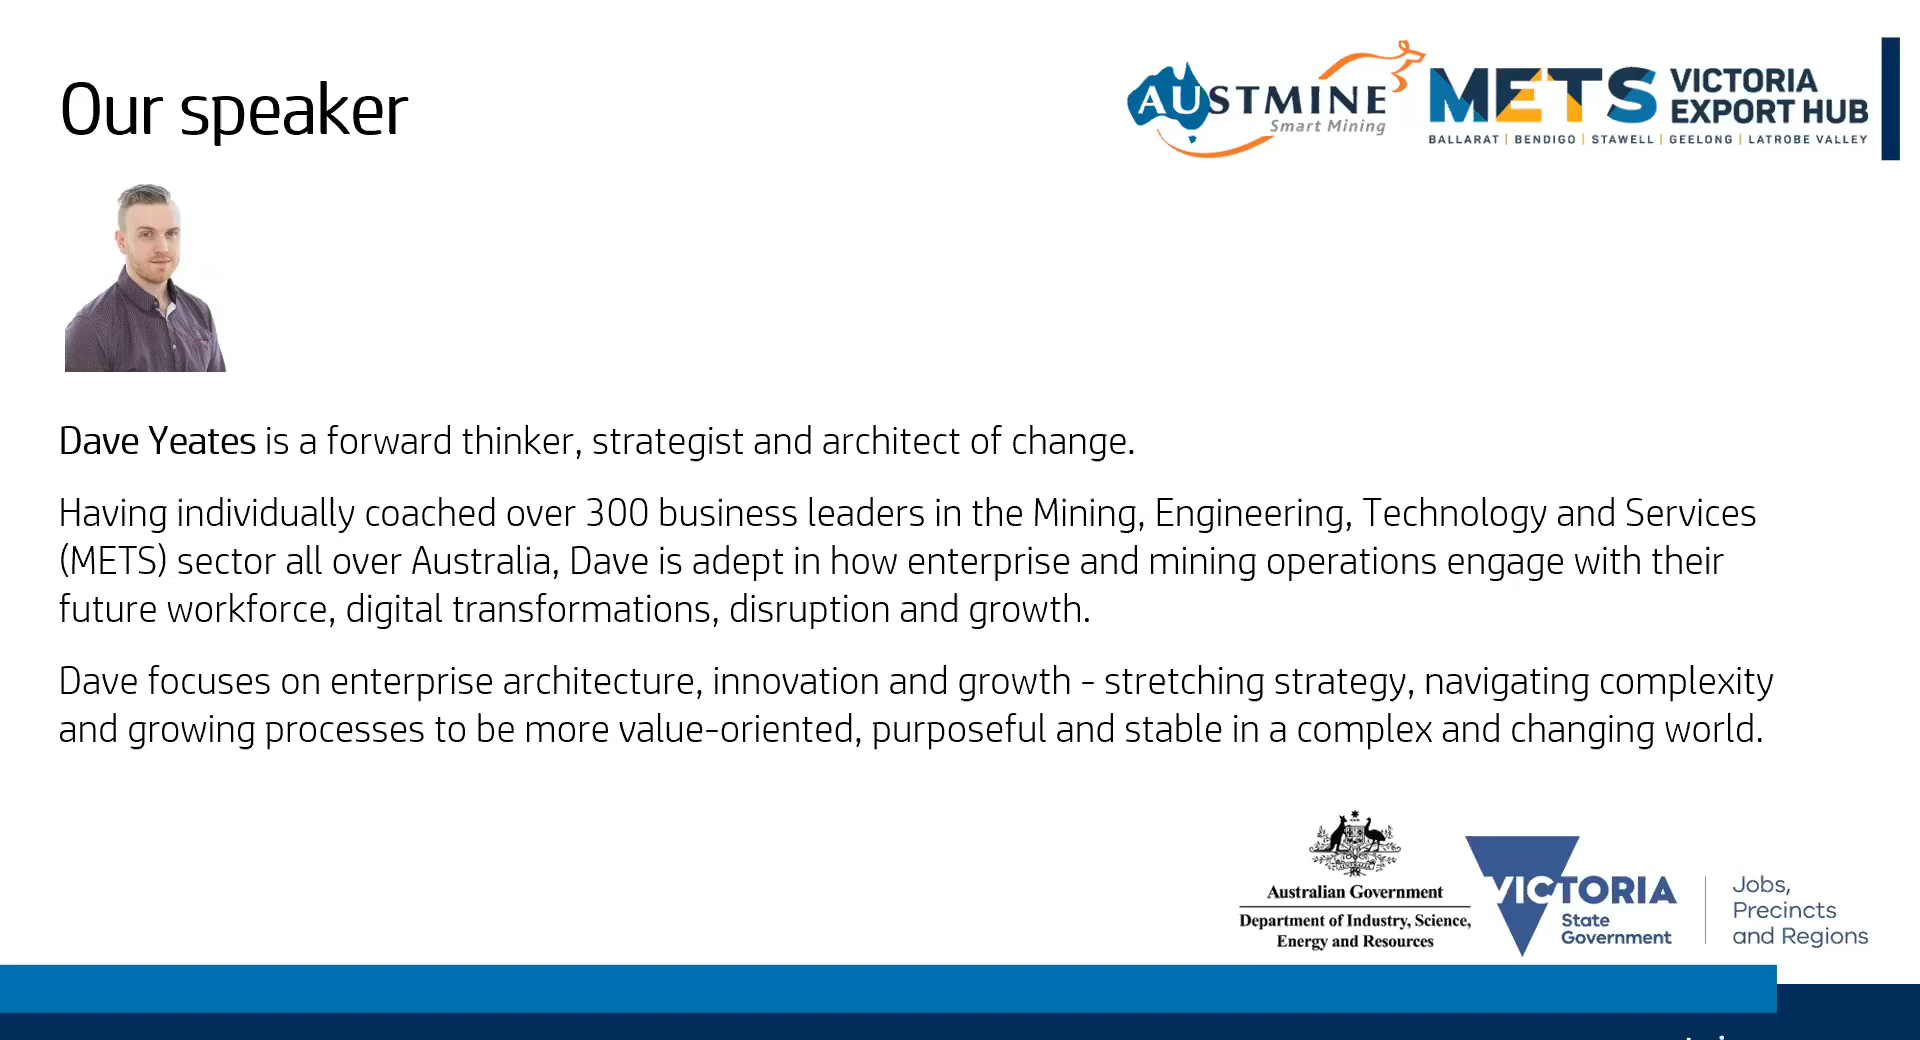 Our speaker
AUSTMINE
Smart Mining
METS VICTORIA EXPORT HUB
BALLARAT | BENDIGO | STAWELL | GEELONG | LATROBE VALLEY
Dave Yeates is a forward thinker, strategist and architect of change.
Having individually coached over 300 business leaders in the Mining, Engineering, Technology and Services
(METS) sector all over Australia, Dave is adept in how enterprise and mining operations engage with their
future workforce, digital transformations, disruption and growth.
Dave focuses on enterprise architecture, innovation and growth - stretching strategy, navigating complexity
and growing processes to be more value-oriented, purposeful and stable in a complex and changing world.
Australian Government
Department of Industry, Science,
Energy and Resources
VICTORIA
State
Government
Jobs,
Precincts
and Regions